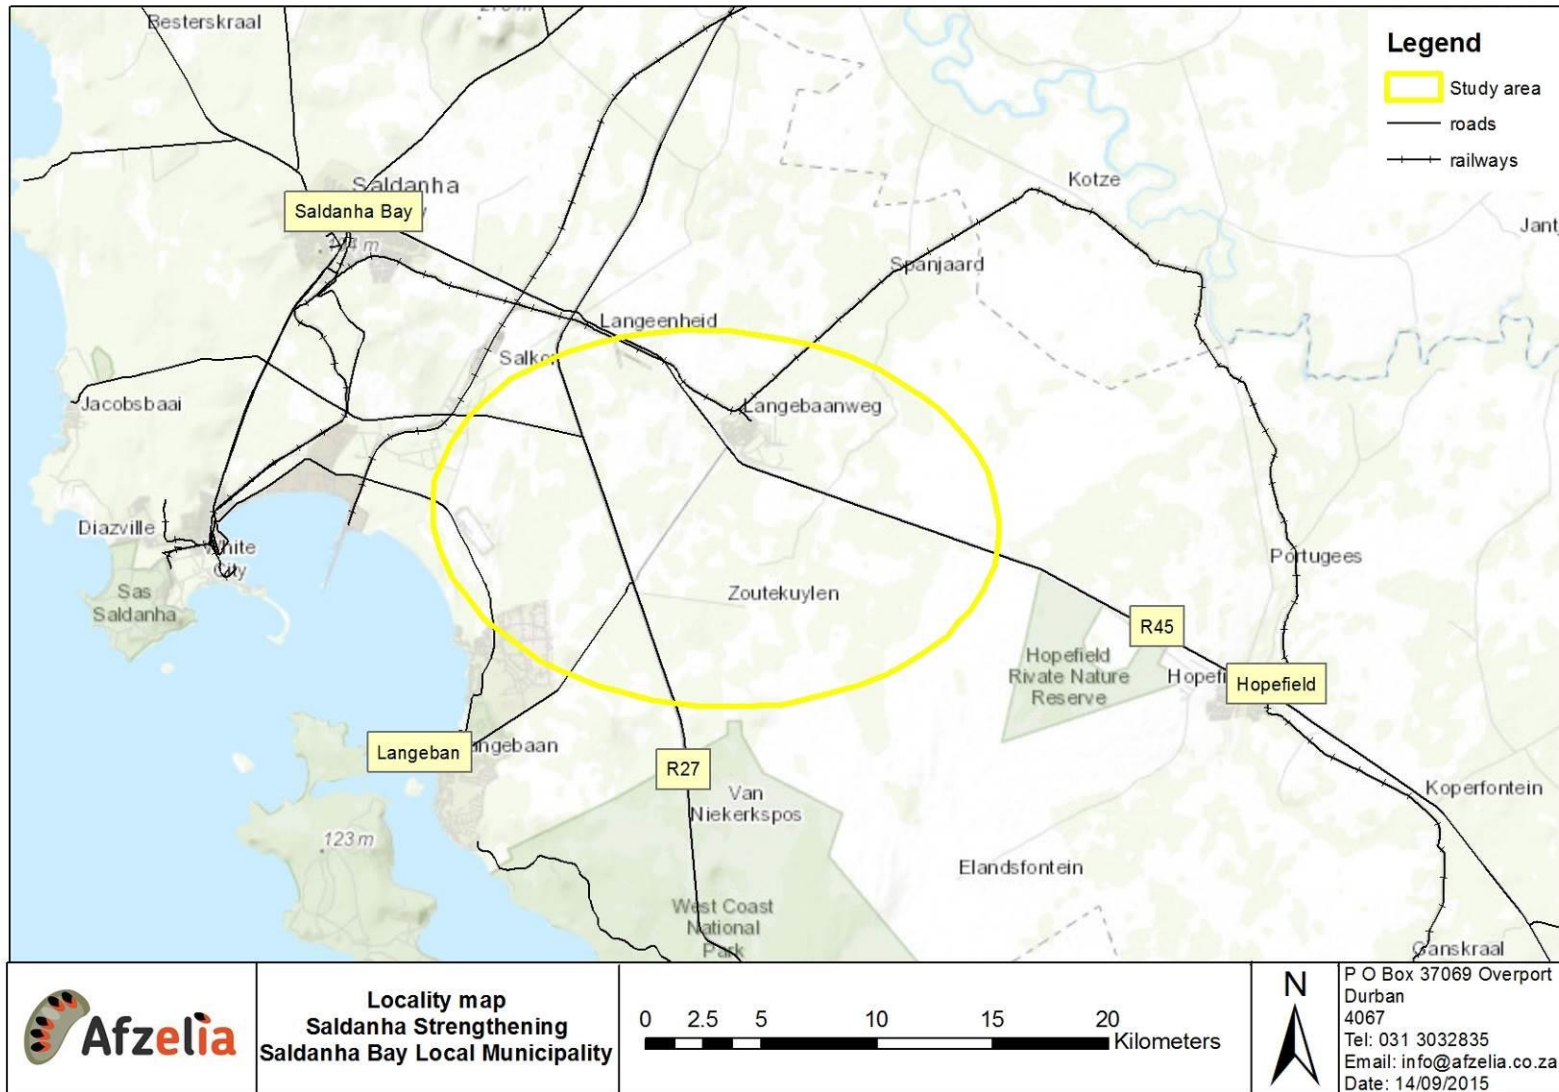 Besterskraal
Legend
Study area
roads
railways
Kotze
Saldanha
Saldanha Bay
Jantj
Spanjaard
Langeenheid
Jacobsbaai
Langebaanweg
Diazville
White
City
Portugees
Sas
Saldanha
Zoutekuylen
R45
Hopefield
Rivate Nature
Reserve
Hopefield
Langeban
R27
Van
Niekerkspos
Koperfontein
123 m
Elandsfontein
West Coast
National
Park
Ganskraal
Afzelia
Locality map
Saldanha Strengthening
Saldanha Bay Local Municipality
0 2.5 5 10 15 20
Kilometers
N
P O Box 37069 Overport
Durban
4067
Tel: 031 3032835
Email: info@afzelia.co.za
Date: 14/09/2015